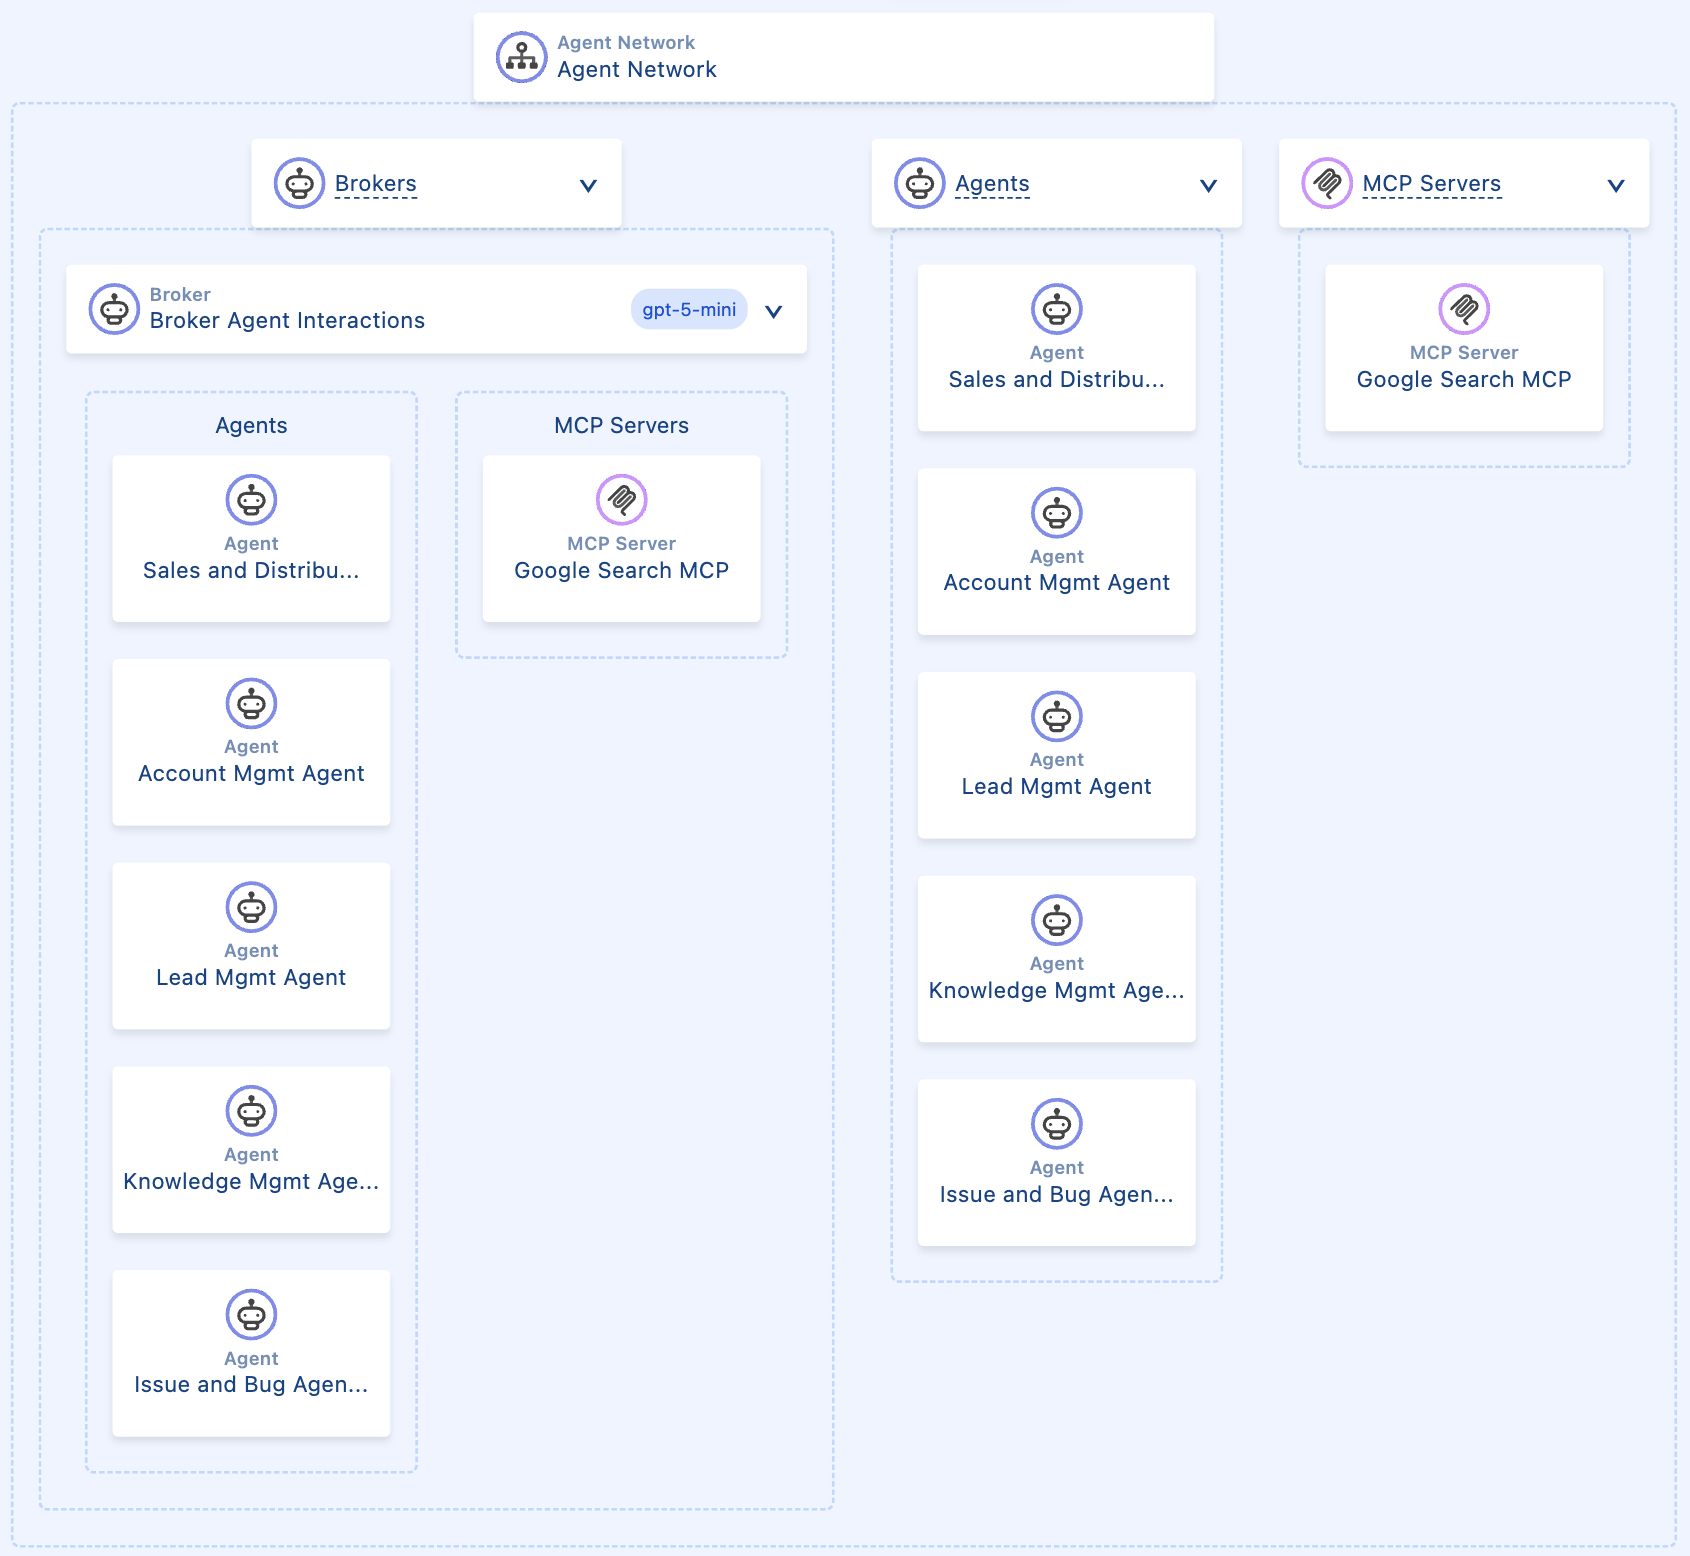 Agent Network
Agent Network
Brokers
Broker
Broker Agent Interactions
gpt-5-mini
Agents
Agent
Sales and Distribu...
Agent
Account Mgmt Agent
Agent
Lead Mgmt Agent
Agent
Knowledge Mgmt Age...
Agent
Issue and Bug Agen...
MCP Servers
MCP Server
Google Search MCP
Agents
Agent
Sales and Distribu...
Agent
Account Mgmt Agent
Agent
Lead Mgmt Agent
Agent
Knowledge Mgmt Age...
Agent
Issue and Bug Agen...
MCP Servers
MCP Server
Google Search MCP